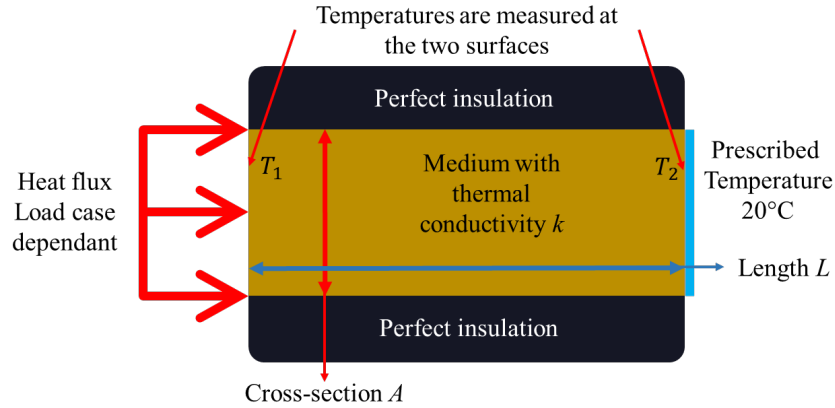 Temperatures are measured at
the two surfaces
Perfect insulation
T₁
Medium with
thermal
conductivity k
T₂
Prescribed
Temperature
20°C
Heat flux
Load case
dependant
Length L
Perfect insulation
Cross-section A